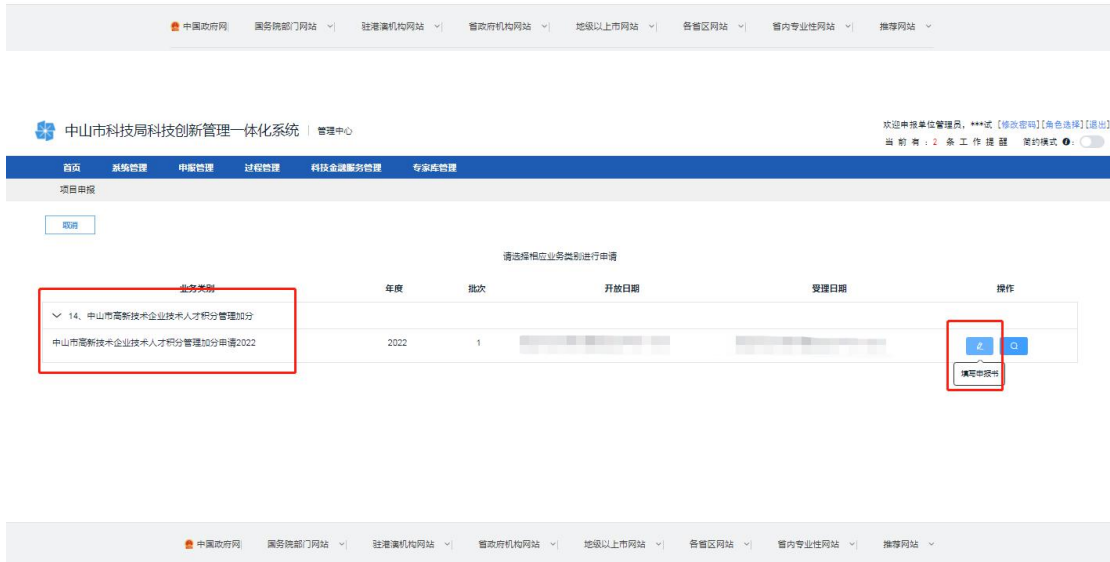 中国政府网 国务院部门网站 驻港澳机构网站 省政府机构网站 地级以上市网站 各省区网站 省内专业性网站 推荐网站
中山市科技局科技创新管理一体化系统 管理中心
欢迎申报单位管理员，***试 [修改密码][角色选择][退出]
当前有：2 条工作提醒 简约模式 :
首页 系统管理 申报管理 过程管理 科技金融服务管理 专家库管理
项目申报
取消
请选择相应业务类别进行申请
业务类别 年度 批次 开放日期 受理日期 操作
14、中山市高新技术企业技术人才积分管理加分
中山市高新技术企业技术人才积分管理加分申请2022 2022 1
填写申报书
中国政府网 国务院部门网站 驻港澳机构网站 省政府机构网站 地级以上市网站 各省区网站 省内专业性网站 推荐网站